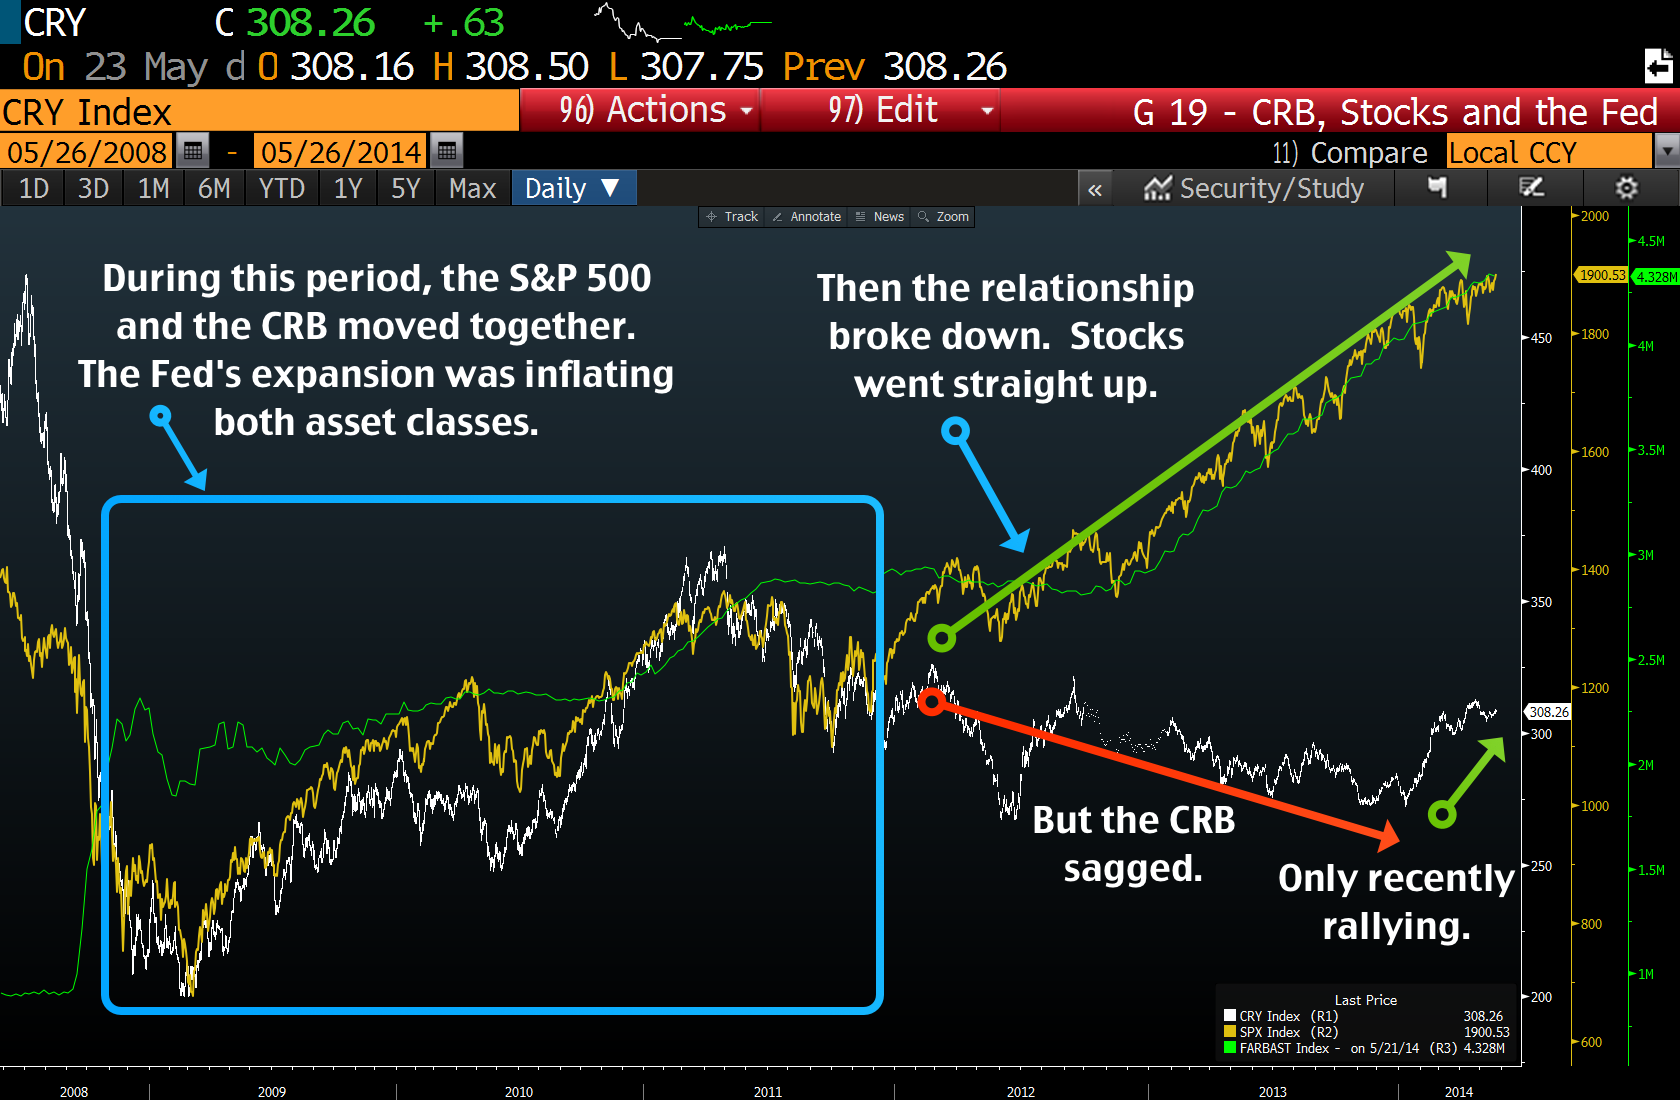 CRY C 308.26 +.63
On 23 May d O 308.16 H 308.50 L 307.75 Prev 308.26
CRY Index 96) Actions 97) Edit G 19 - CRB, Stocks and the Fed
05/26/2008 - 05/26/2014 11) Compare Local CCY
1D 3D 1M 6M YTD 1Y 5Y Max Daily ▼ « Security/Study
Track Annotate News Zoom
During this period, the S&P 500
and the CRB moved together.
The Fed's expansion was inflating
both asset classes.
Then the relationship
broke down. Stocks
went straight up.
But the CRB
sagged.
Only recently
rallying.
450
400
350
308.26
300
250
200
2000
1900.53
1800
1600
1400
1200
1000
800
600
4.5M
4.328M
4M
3.5M
3M
2.5M
2M
1.5M
1M
Last Price
CRY Index (R1) 308.26
SPX Index (R2) 1900.53
FARBAST Index - on 5/21/14 (R3) 4.328M
2008 2009 2010 2011 2012 2013 2014